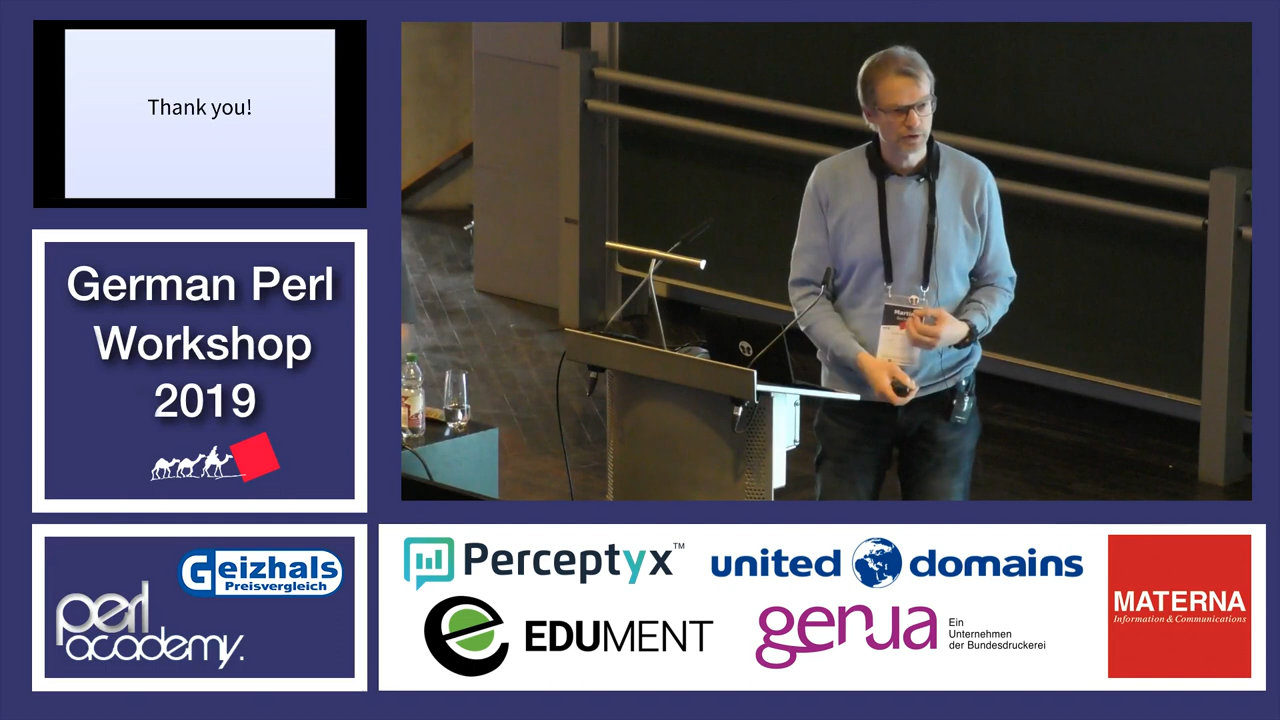 Thank you!
German Perl
Workshop
2019
Martin
Geizhals
Preisvergleich
perl
academy.
Perceptyx™
united domains
EDUMENT
genua
Ein
Unternehmen
der Bundesdruckerei
MATERNA
Information & Communications